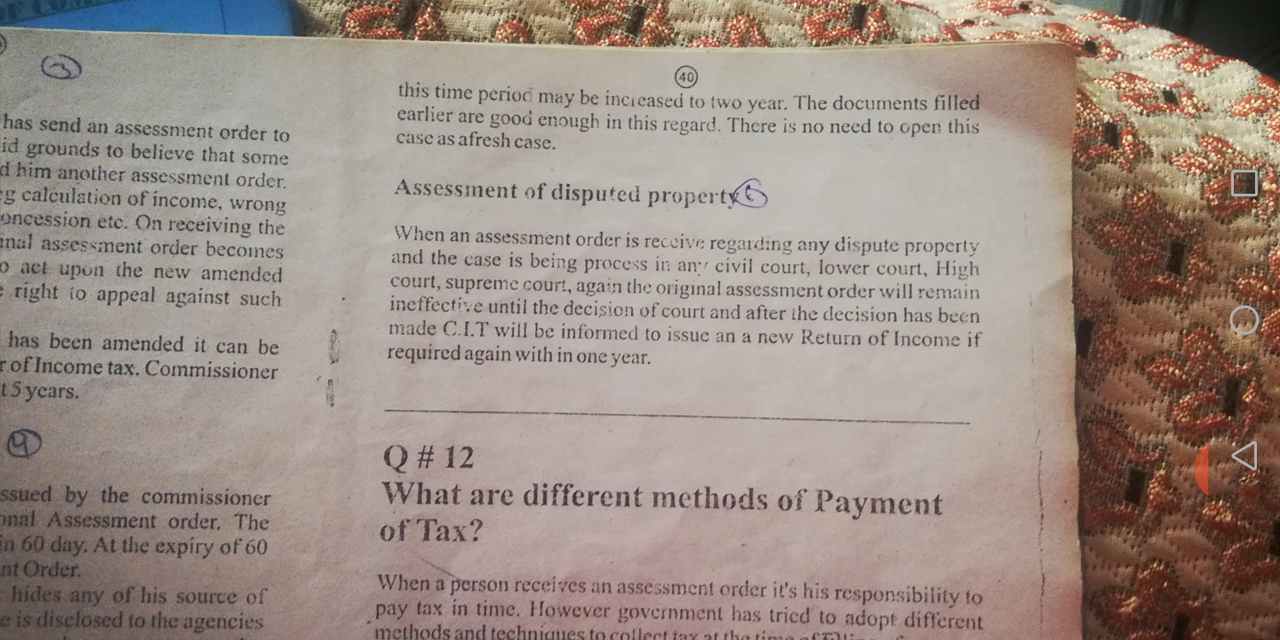 3
has send an assessment order to
id grounds to believe that some
d him another assessment order.
g calculation of income, wrong
oncession etc. On receiving the
nal assessment order becomes
o act upon the new amended
right to appeal against such
has been amended it can be
r of Income tax. Commissioner
t 5 years.
4
ssued by the commissioner
onal Assessment order. The
in 60 day. At the expiry of 60
nt Order.
hides any of his source of
e is disclosed to the agencies
40
this time period may be increased to two year. The documents filled
earlier are good enough in this regard. There is no need to open this
case as afresh case.
Assessment of disputed property
When an assessment order is receive regarding any dispute property
and the case is being process in any civil court, lower court, High
court, supreme court, again the original assessment order will remain
ineffective until the decision of court and after the decision has been
made C.I.T will be informed to issue an a new Return of Income if
required again with in one year.
Q # 12
What are different methods of Payment
of Tax?
When a person receives an assessment order it's his responsibility to
pay tax in time. However government has tried to adopt different
methods and techniques to collect tax at the time of